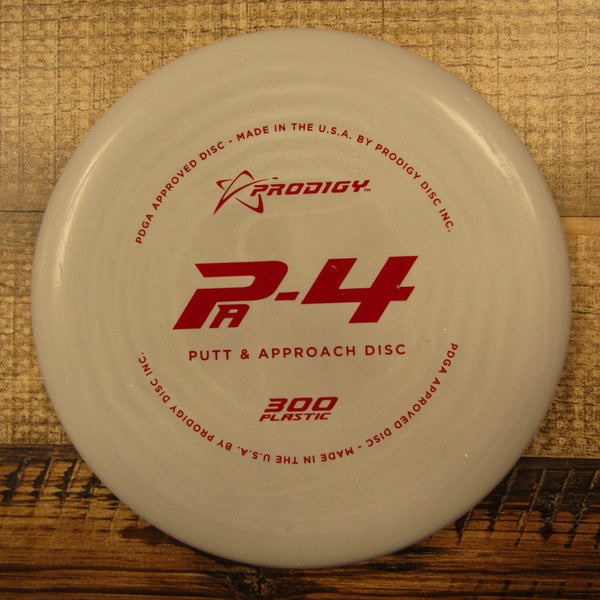 PDGA APPROVED DISC - MADE IN THE U.S.A. BY PRODIGY DISC INC.
PRODIGY™
PA-4
PUTT & APPROACH DISC
300
PLASTIC
PDGA APPROVED DISC - MADE IN THE U.S.A. BY PRODIGY DISC INC.